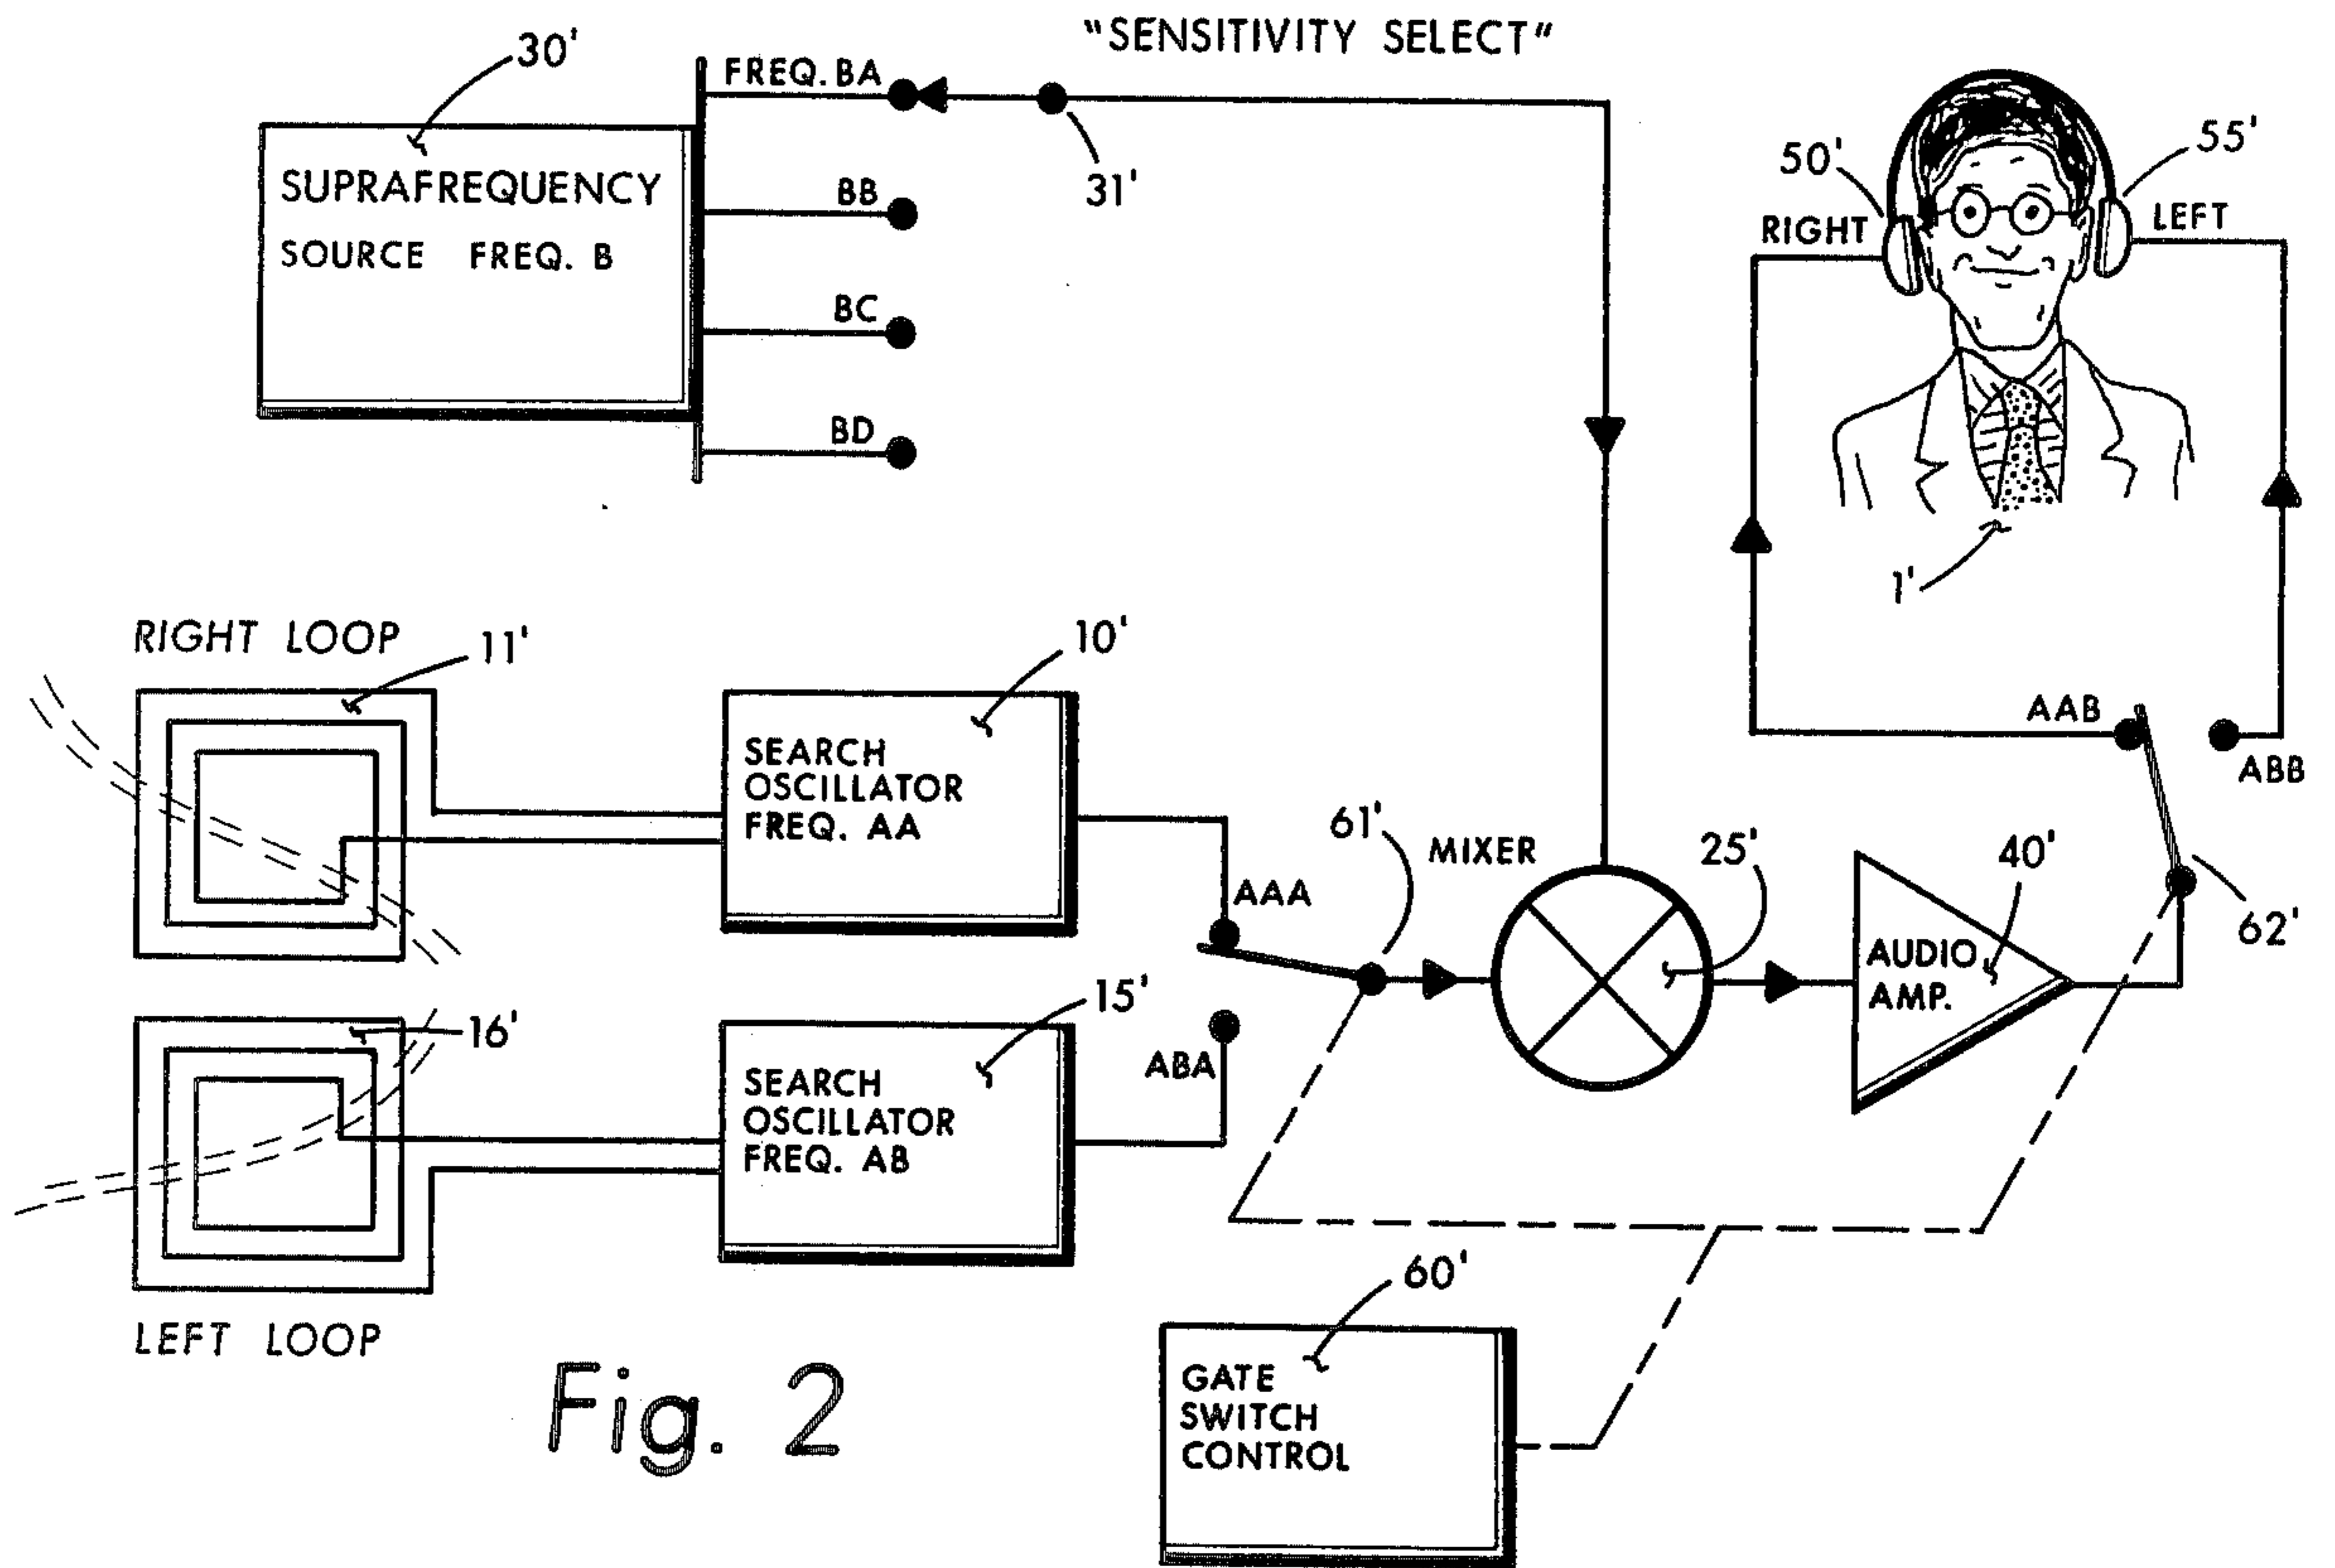 "SENSITIVITY SELECT"
30'
FREQ. BA
31'
SUPRAFREQUENCY
SOURCE FREQ. B
BB
BC
BD
50'
55'
RIGHT
LEFT
1'
RIGHT LOOP
11'
10'
SEARCH
OSCILLATOR
FREQ. AA
AAA
61'
MIXER
25'
40'
AUDIO
AMP.
AAB
ABB
62'
16'
15'
SEARCH
OSCILLATOR
FREQ. AB
ABA
LEFT LOOP
60'
GATE
SWITCH
CONTROL
Fig. 2